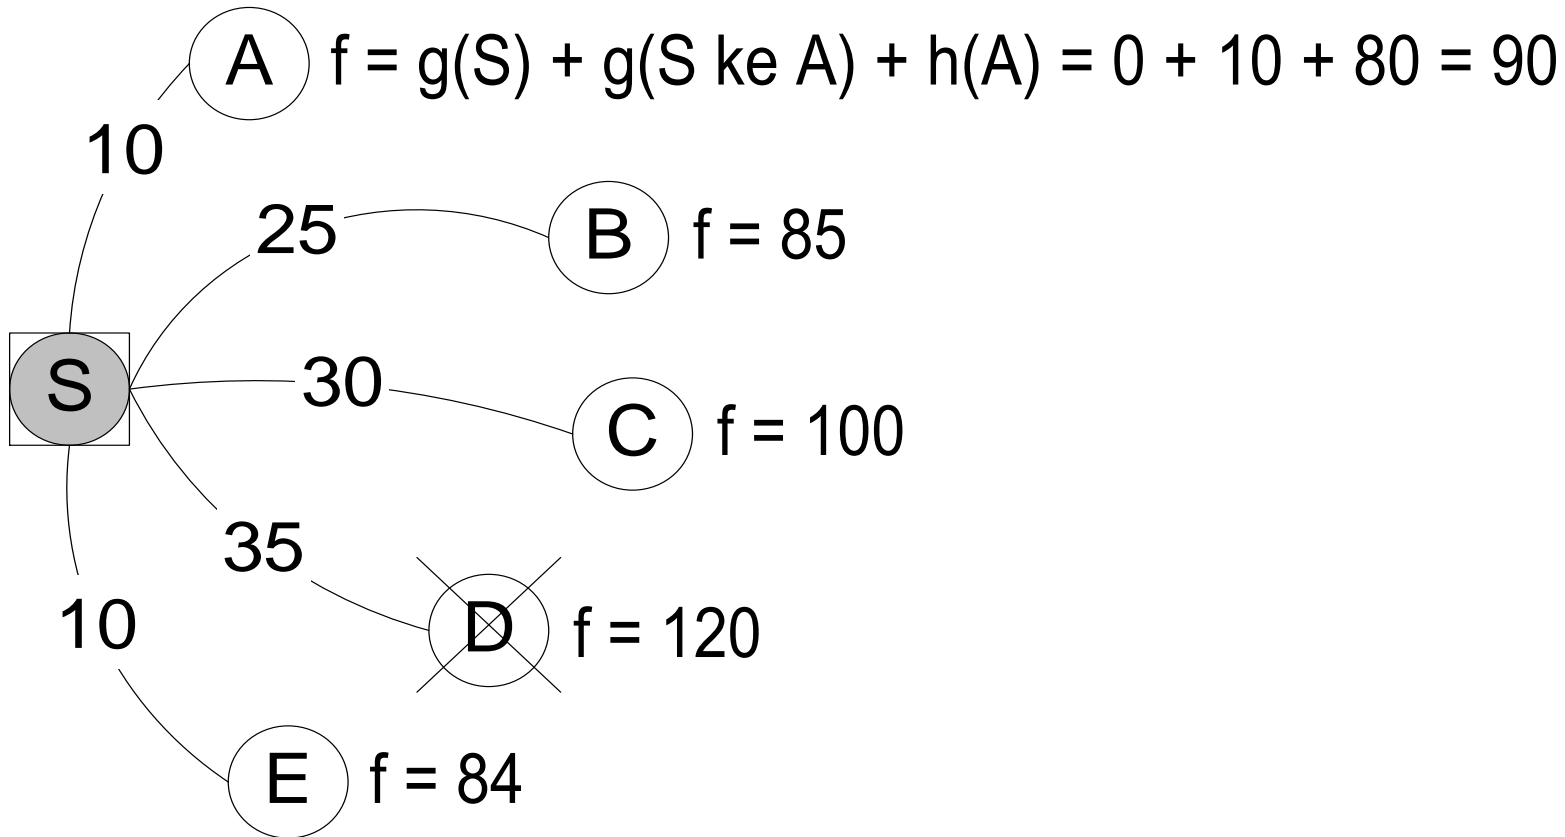 A f = g(S) + g(S ke A) + h(A) = 0 + 10 + 80 = 90
10
25
B f = 85
S
30
C f = 100
35
D f = 120
10
E f = 84